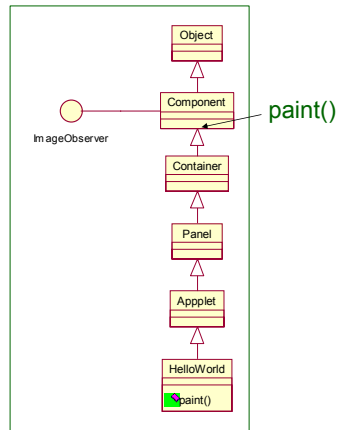 Object
Component
paint()
ImageObserver
Container
Panel
Appplet
HelloWorld
paint()